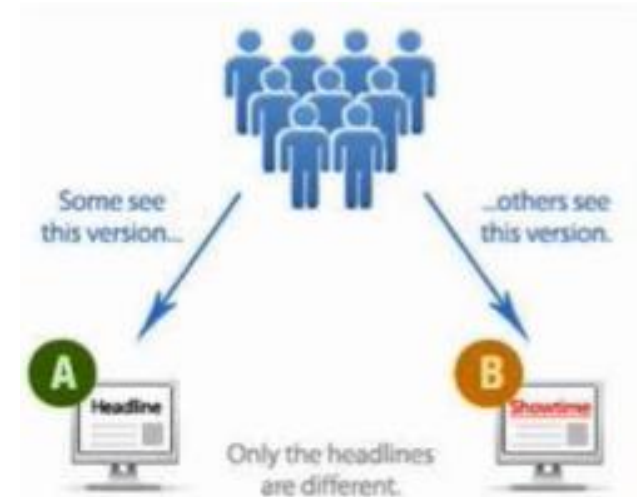 Some see
this version...
...others see
this version.
A
Headline
B
Showtime
Only the headlines
are different.